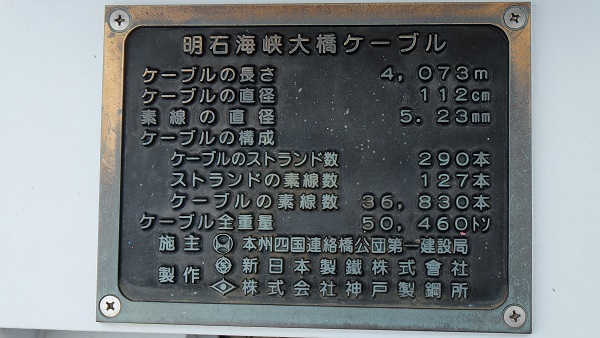 明石海峡大橋ケーブル
ケーブルの長さ 4,073m
ケーブルの直径 112cm
素線の直径 5.23mm
ケーブルの構成
ケーブルのストランド数 290本
ストランドの素線数 127本
ケーブルの素線数 36,830本
ケーブル全重量 50,460トン
施主 本州四国連絡橋公団第一建設局
製作 新日本製鐵株式會社
株式会社神戸製鋼所